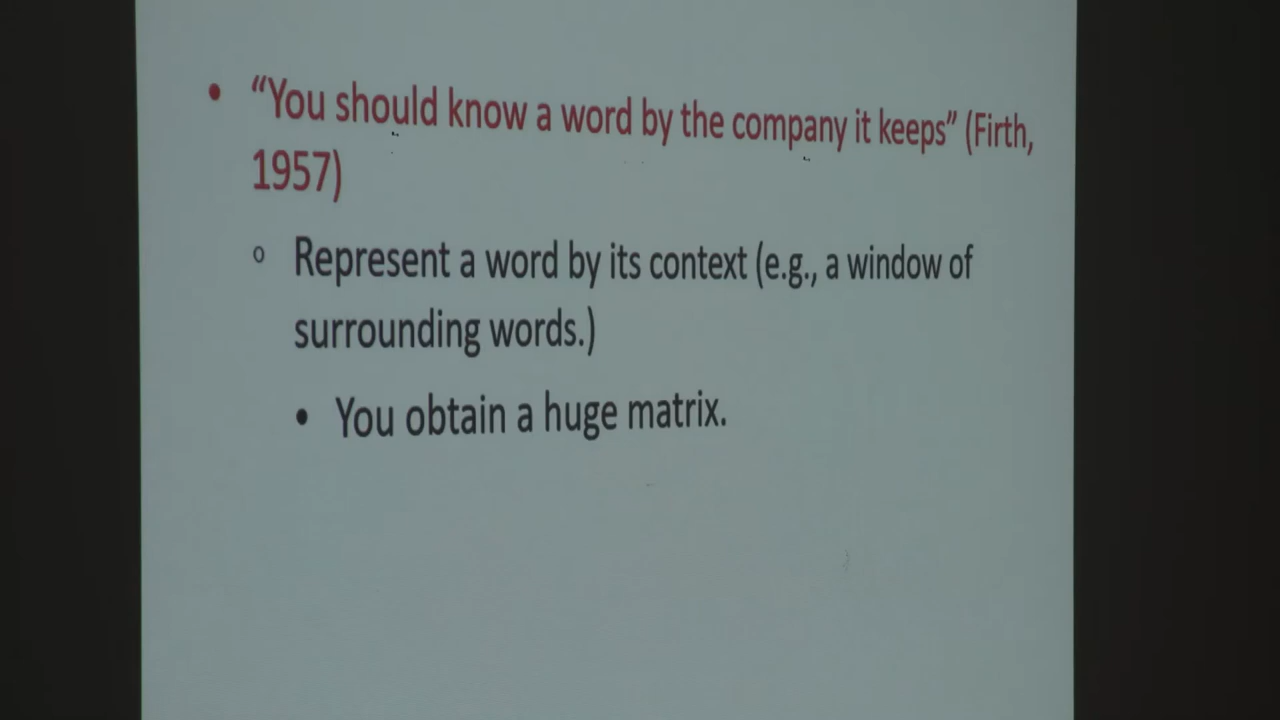 • “You should know a word by the company it keeps” (Firth,
1957)
o Represent a word by its context (e.g., a window of
surrounding words.)
• You obtain a huge matrix.